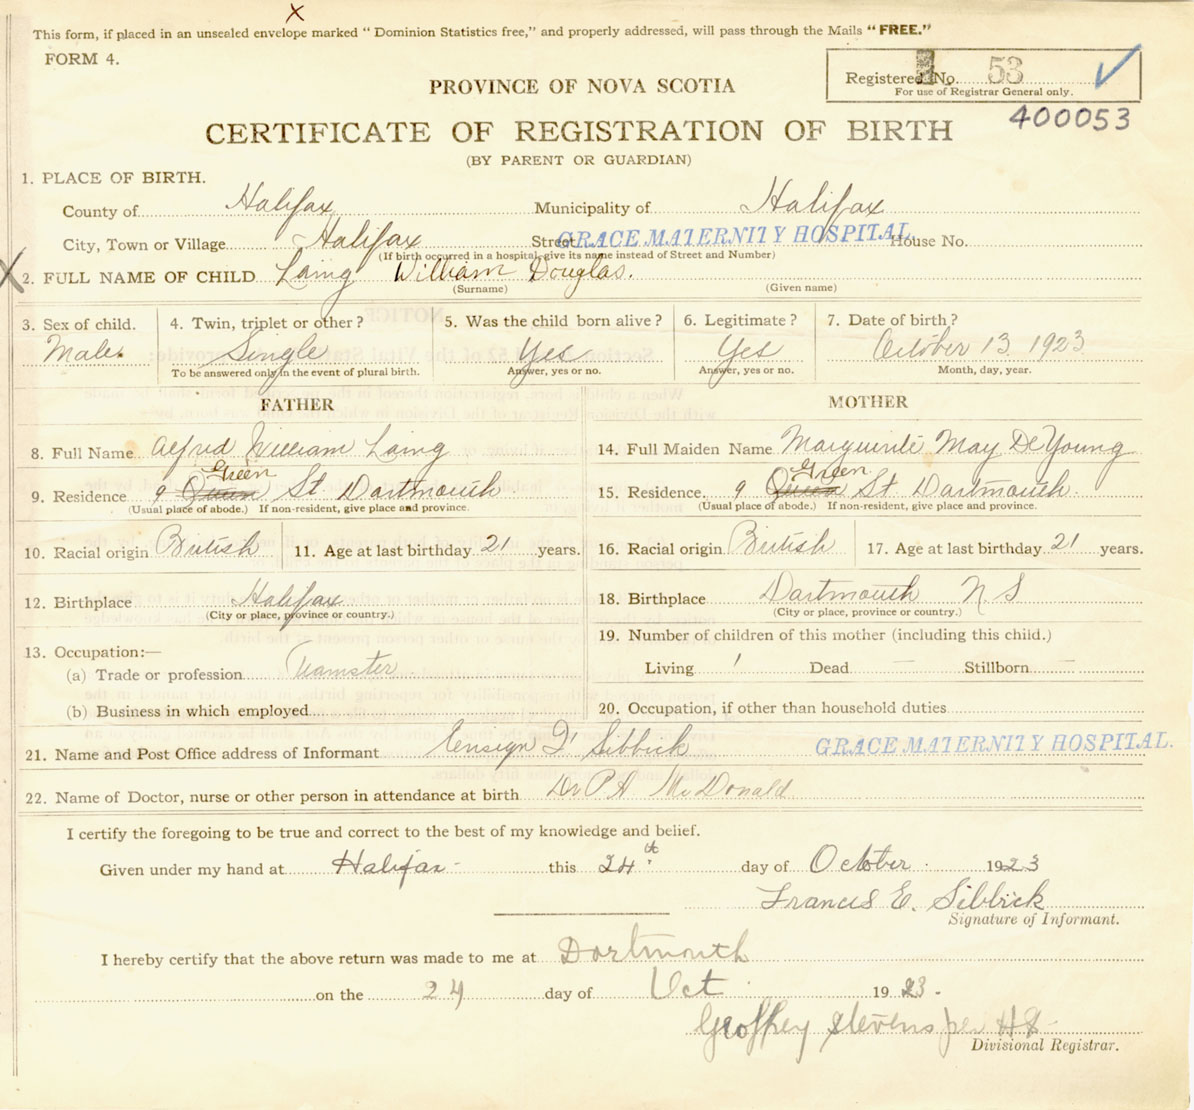 This form, if placed in an unsealed envelope marked "Dominion Statistics free," and properly addressed, will pass through the Mails "FREE."
FORM 4.
Registered No. 53
For use of Registrar General only.
PROVINCE OF NOVA SCOTIA
400053
CERTIFICATE OF REGISTRATION OF BIRTH
(BY PARENT OR GUARDIAN)
1. PLACE OF BIRTH.
County of Halifax Municipality of Halifax
City, Town or Village Halifax Street GRACE MATERNITY HOSPITAL House No.
(If birth occurred in a hospital give its name instead of Street and Number)
2. FULL NAME OF CHILD Laing William Douglas.
(Surname) (Given name)
3. Sex of child. 4. Twin, triplet or other? 5. Was the child born alive? 6. Legitimate? 7. Date of birth?
Male. Single Yes Yes October 13 1923
To be answered only in the event of plural birth. Answer, yes or no. Answer, yes or no. Month, day, year.
FATHER MOTHER
8. Full Name Alfred William Laing 14. Full Maiden Name Marguerite May DeYoung
Green Green
9. Residence 9 Queen St. Dartmouth 15. Residence. 9 Queen St Dartmouth.
(Usual place of abode.) If non-resident, give place and province. (Usual place of abode.) If non-resident, give place and province.
10. Racial origin British 11. Age at last birthday 21 years. 16. Racial origin British 17. Age at last birthday 21 years.
12. Birthplace Halifax 18. Birthplace Dartmouth N S
(City or place, province or country.) (City or place, province or country.)
19. Number of children of this mother (including this child.)
13. Occupation:—
(a) Trade or profession Teamster Living 1 Dead — Stillborn —
(b) Business in which employed 20. Occupation, if other than household duties
21. Name and Post Office address of Informant Ensign F Sibbick GRACE MATERNITY HOSPITAL.
22. Name of Doctor, nurse or other person in attendance at birth Dr P A McDonald
I certify the foregoing to be true and correct to the best of my knowledge and belief.
Given under my hand at Halifax this 24th day of October 1923
Frances E. Sibbick
Signature of Informant.
I hereby certify that the above return was made to me at Dartmouth
on the 24 day of Oct 1923.
Geoffrey Stevens per
Divisional Registrar.